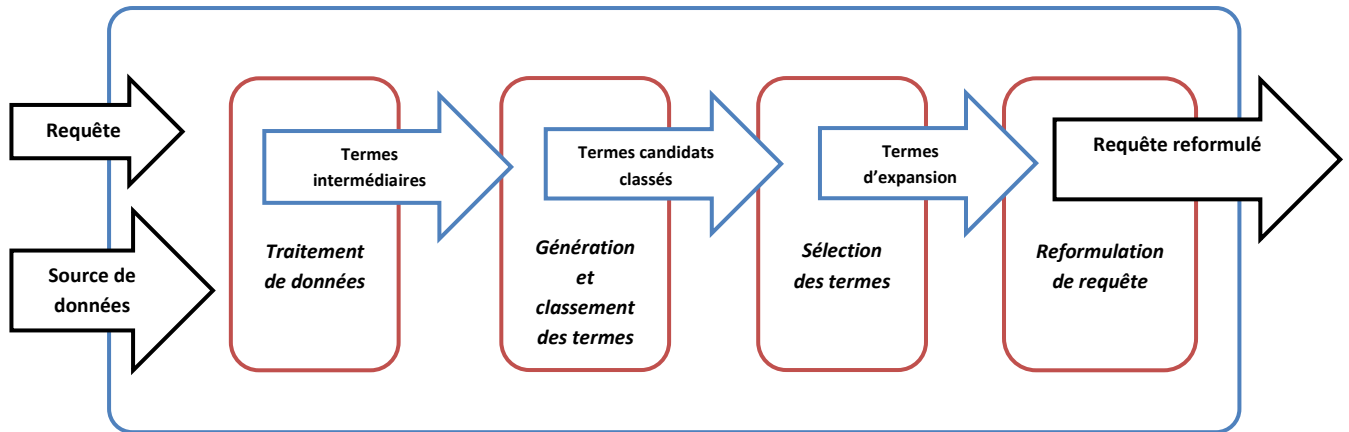 Requête
Source de
données
Termes
intermédiaires
Traitement
de données
Termes candidats
classés
Génération
et
classement
des termes
Termes
d'expansion
Sélection
des termes
Requête reformulé
Reformulation
de requête